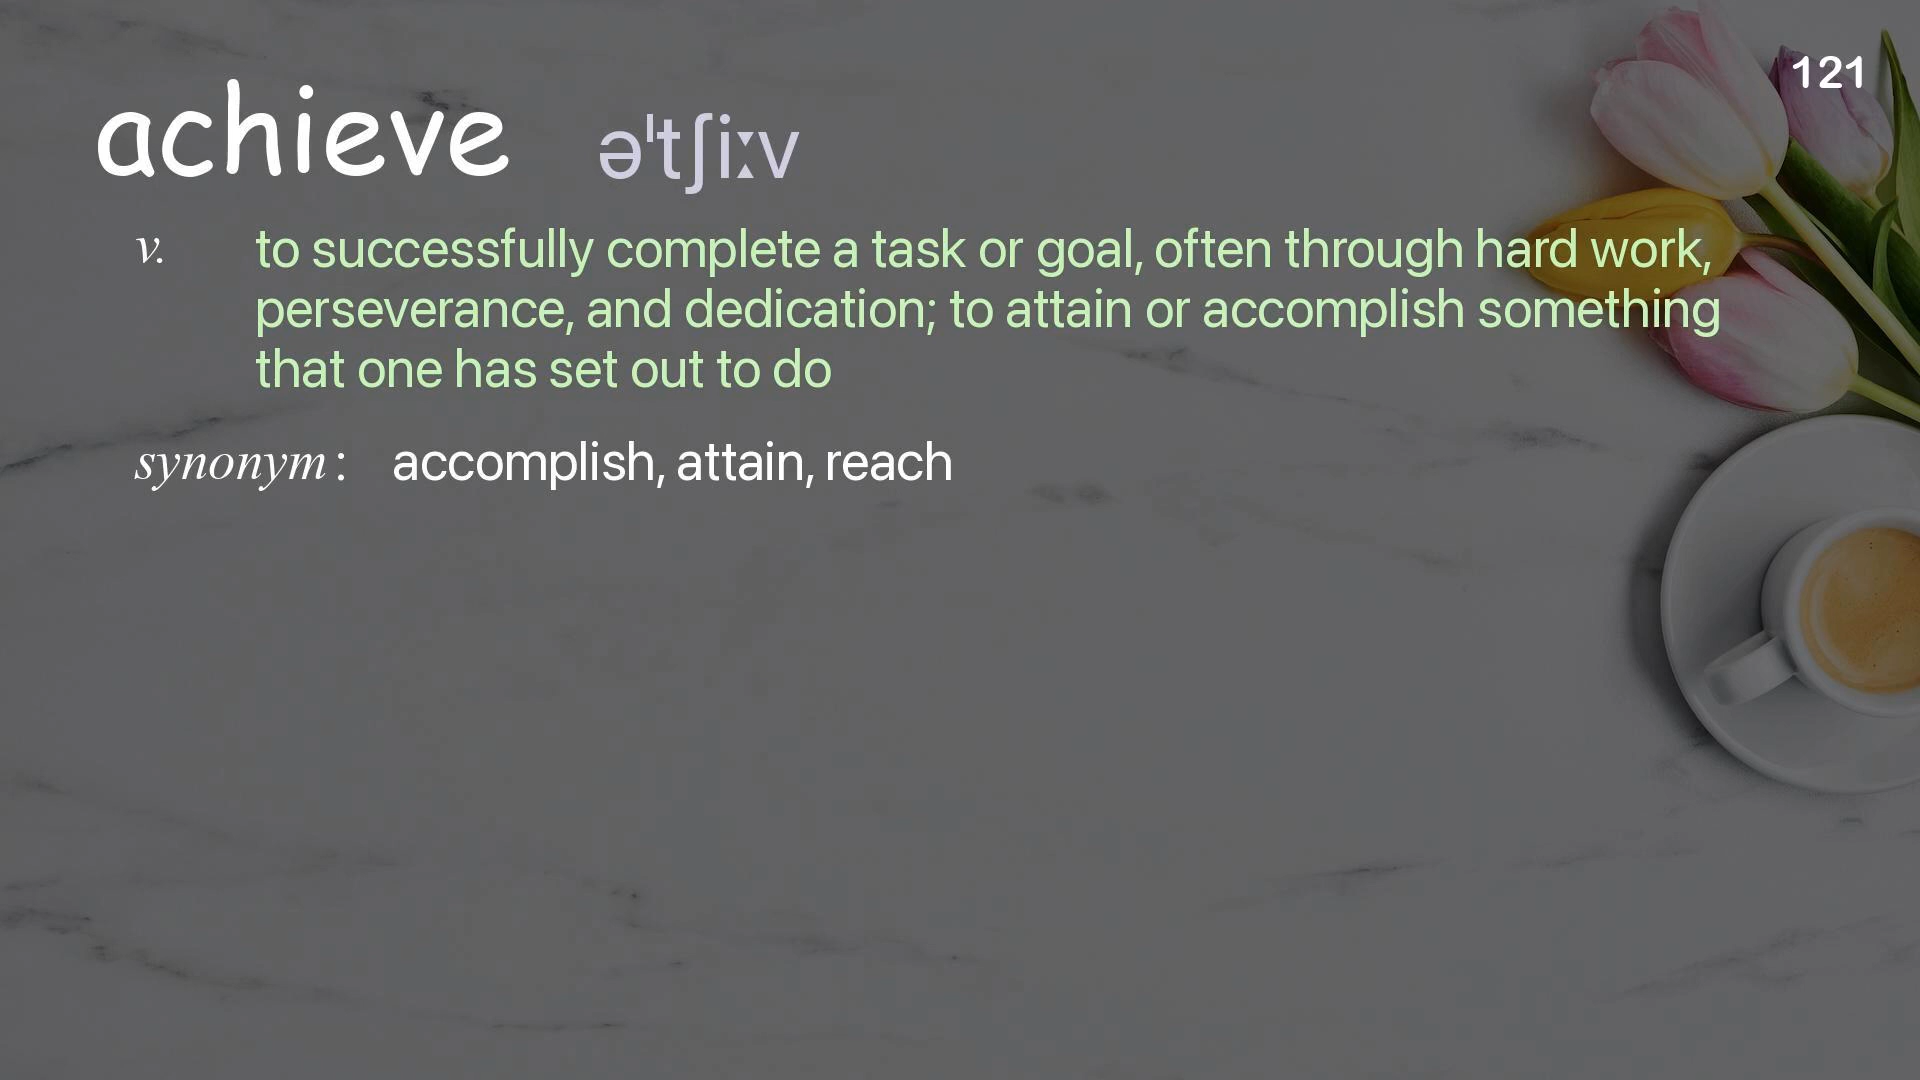 121
achieve əˈtʃiːv
v. to successfully complete a task or goal, often through hard work,
perseverance, and dedication; to attain or accomplish something
that one has set out to do
synonym : accomplish, attain, reach